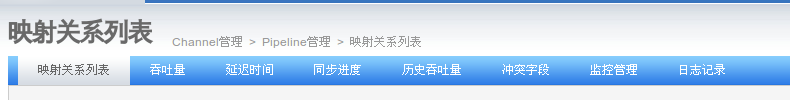 映射关系列表 Channel管理 > Pipeline管理 > 映射关系列表
映射关系列表 吞吐量 延迟时间 同步进度 历史吞吐量 冲突字段 监控管理 日志记录